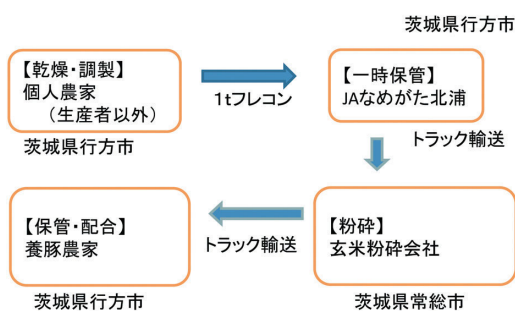 茨城県行方市
【乾燥・調製】
個人農家
（生産者以外）
茨城県行方市
1tフレコン
【一時保管】
JAなめがた北浦
トラック輸送
【粉砕】
玄米粉砕会社
茨城県常総市
トラック輸送
【保管・配合】
養豚農家
茨城県行方市